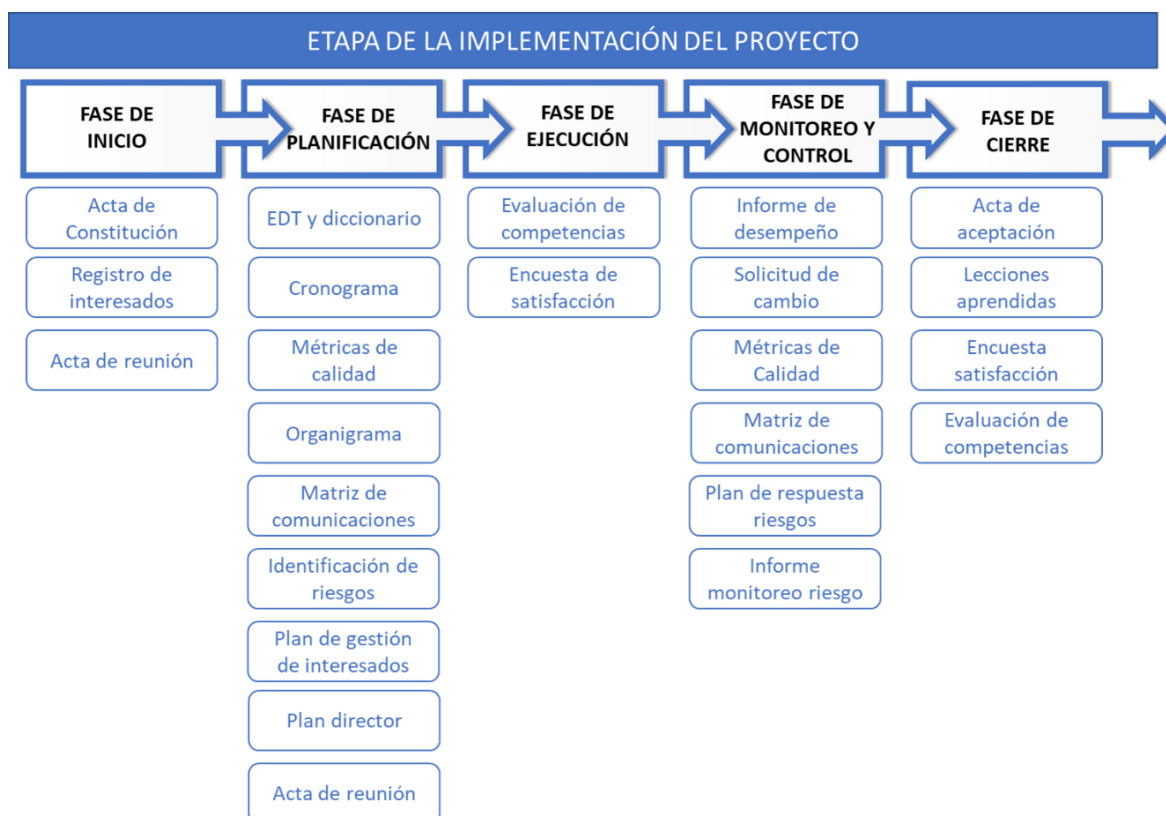 ETAPA DE LA IMPLEMENTACIÓN DEL PROYECTO
FASE DE
INICIO
FASE DE
PLANIFICACIÓN
FASE DE
EJECUCIÓN
FASE DE
MONITOREO Y
CONTROL
FASE DE
CIERRE
Acta de
Constitución
Registro de
interesados
Acta de reunión
EDT y diccionario
Cronograma
Métricas de
calidad
Organigrama
Matriz de
comunicaciones
Identificación de
riesgos
Plan de gestión
de interesados
Plan director
Acta de reunión
Evaluación de
competencias
Encuesta de
satisfacción
Informe de
desempeño
Solicitud de
cambio
Métricas de
Calidad
Matriz de
comunicaciones
Plan de respuesta
riesgos
Informe
monitoreo riesgo
Acta de
aceptación
Lecciones
aprendidas
Encuesta
satisfacción
Evaluación de
competencias